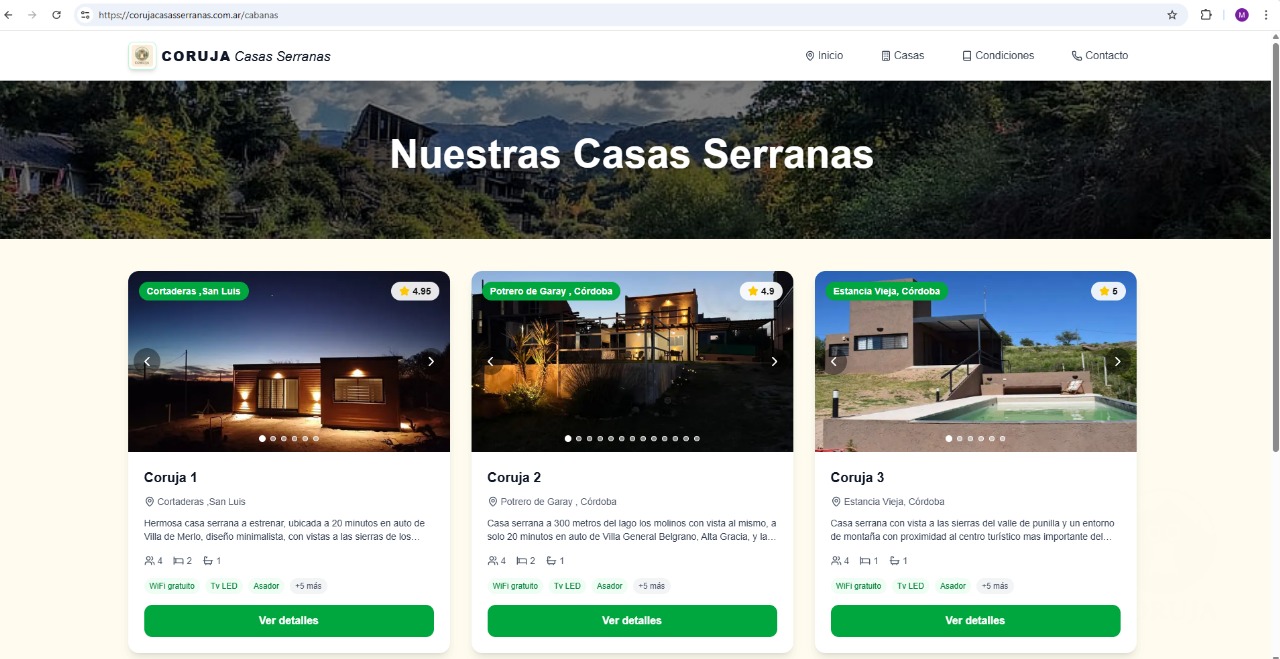 https://corujacasasserranas.com.ar/cabanas
M
CORUJA Casas Serranas
Inicio
Casas
Condiciones
Contacto
Nuestras Casas Serranas
Cortaderas ,San Luis
4.95
Potrero de Garay , Córdoba
4.9
Estancia Vieja, Córdoba
5
Coruja 1
Cortaderas ,San Luis
Hermosa casa serrana a estrenar, ubicada a 20 minutos en auto de
Villa de Merlo, diseño minimalista, con vistas a las sierras de los...
4 2 1
WiFi gratuito Tv LED Asador +5 más
Ver detalles
Coruja 2
Potrero de Garay , Córdoba
Casa serrana a 300 metros del lago los molinos con vista al mismo, a
solo 20 minutos en auto de Villa General Belgrano, Alta Gracia, y la...
4 2 1
WiFi gratuito Tv LED Asador +5 más
Ver detalles
Coruja 3
Estancia Vieja, Córdoba
Casa serrana con vista a las sierras del valle de punilla y un entorno
de montaña con proximidad al centro turístico mas importante del...
4 1 1
WiFi gratuito Tv LED Asador +5 más
Ver detalles